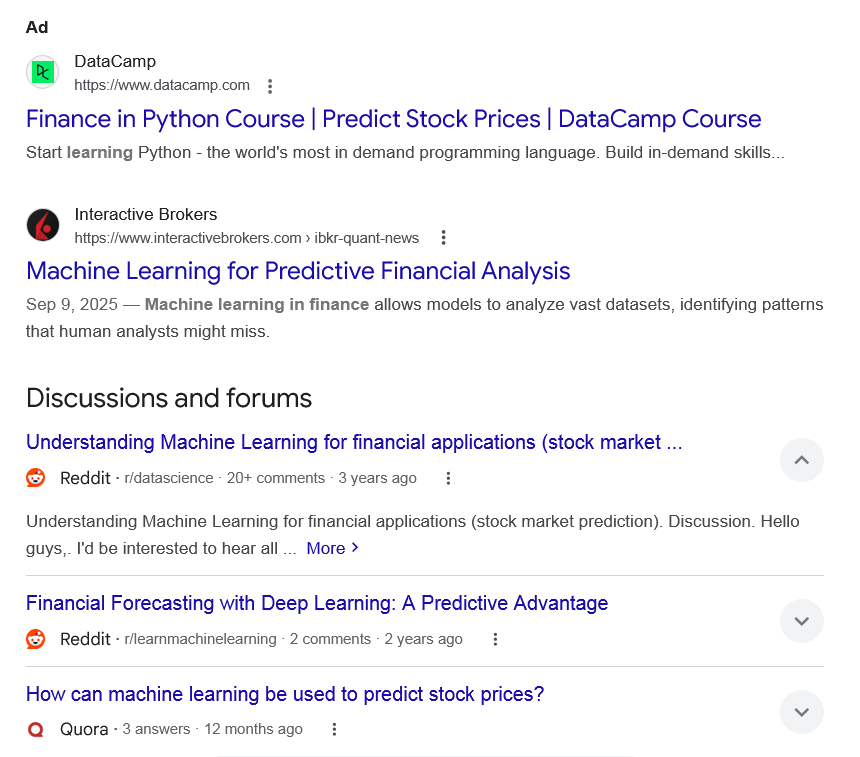 Ad
DataCamp
https://www.datacamp.com
Finance in Python Course | Predict Stock Prices | DataCamp Course
Start learning Python - the world's most in demand programming language. Build in-demand skills...
Interactive Brokers
https://www.interactivebrokers.com › ibkr-quant-news
Machine Learning for Predictive Financial Analysis
Sep 9, 2025 — Machine learning in finance allows models to analyze vast datasets, identifying patterns
that human analysts might miss.
Discussions and forums
Understanding Machine Learning for financial applications (stock market ...
Reddit · r/datascience · 20+ comments · 3 years ago
Understanding Machine Learning for financial applications (stock market prediction). Discussion. Hello
guys,. I'd be interested to hear all ... More
Financial Forecasting with Deep Learning: A Predictive Advantage
Reddit · r/learnmachinelearning · 2 comments · 2 years ago
How can machine learning be used to predict stock prices?
Quora · 3 answers · 12 months ago